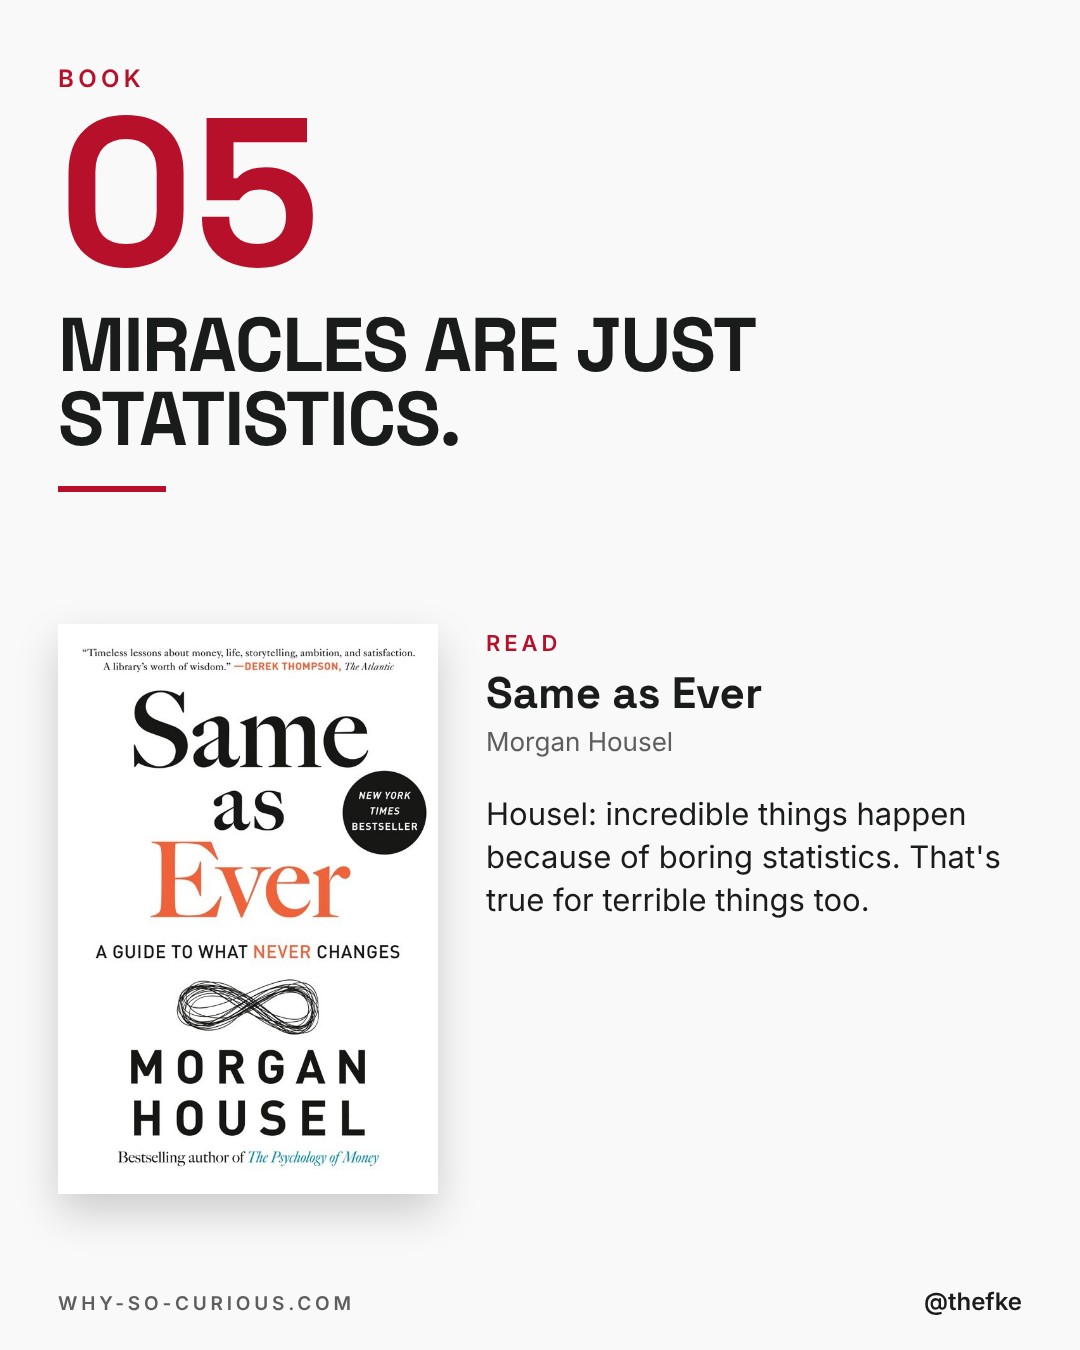 BOOK
05
MIRACLES ARE JUST
STATISTICS.
“Timeless lessons about money, life, storytelling, ambition, and satisfaction.
A library’s worth of wisdom.” —DEREK THOMPSON, The Atlantic
Same
as
Ever
NEW YORK
TIMES
BESTSELLER
A GUIDE TO WHAT NEVER CHANGES
MORGAN
HOUSEL
Bestselling author of The Psychology of Money
READ
Same as Ever
Morgan Housel
Housel: incredible things happen
because of boring statistics. That's
true for terrible things too.
WHY-SO-CURIOUS.COM
@thefke